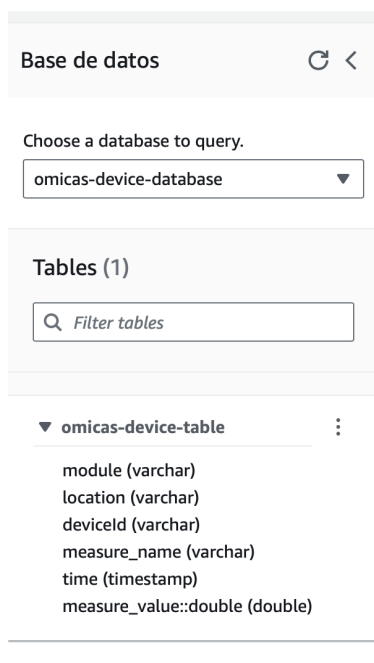 Base de datos
Choose a database to query.
omicas-device-database
Tables (1)
Filter tables
omicas-device-table
module (varchar)
location (varchar)
deviceId (varchar)
measure_name (varchar)
time (timestamp)
measure_value::double (double)